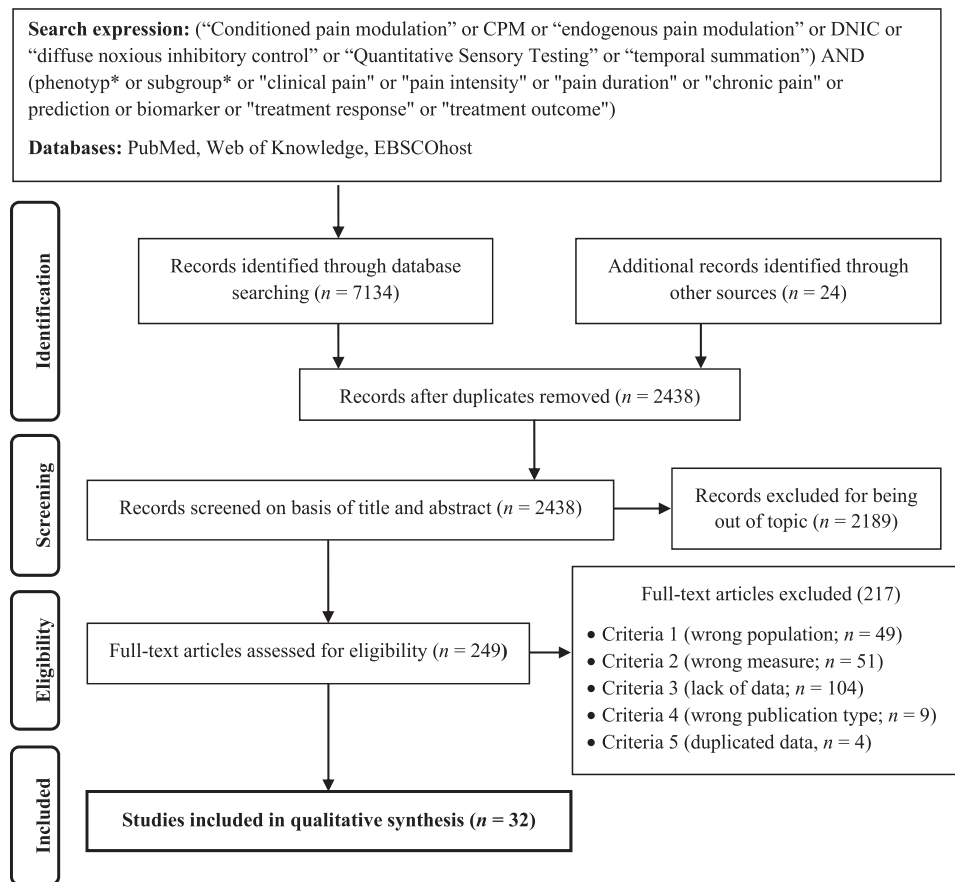 Search expression: (“Conditioned pain modulation” or CPM or “endogenous pain modulation” or DNIC or
“diffuse noxious inhibitory control” or “Quantitative Sensory Testing” or “temporal summation”) AND
(phenotyp* or subgroup* or "clinical pain" or "pain intensity" or "pain duration" or "chronic pain" or
prediction or biomarker or "treatment response" or "treatment outcome")
Databases: PubMed, Web of Knowledge, EBSCOhost
Identification
Records identified through database
searching (n = 7134)
Additional records identified through
other sources (n = 24)
Records after duplicates removed (n = 2438)
Screening
Records screened on basis of title and abstract (n = 2438)
Records excluded for being
out of topic (n = 2189)
Eligibility
Full-text articles assessed for eligibility (n = 249)
Full-text articles excluded (217)
• Criteria 1 (wrong population; n = 49)
• Criteria 2 (wrong measure; n = 51)
• Criteria 3 (lack of data; n = 104)
• Criteria 4 (wrong publication type; n = 9)
• Criteria 5 (duplicated data, n = 4)
Included
Studies included in qualitative synthesis (n = 32)